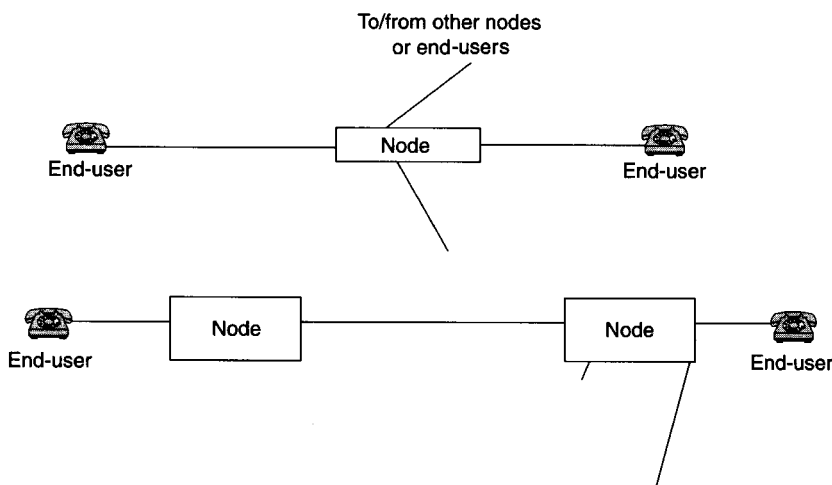 To/from other nodes
or end-users
Node
End-user
End-user
Node
Node
End-user
End-user